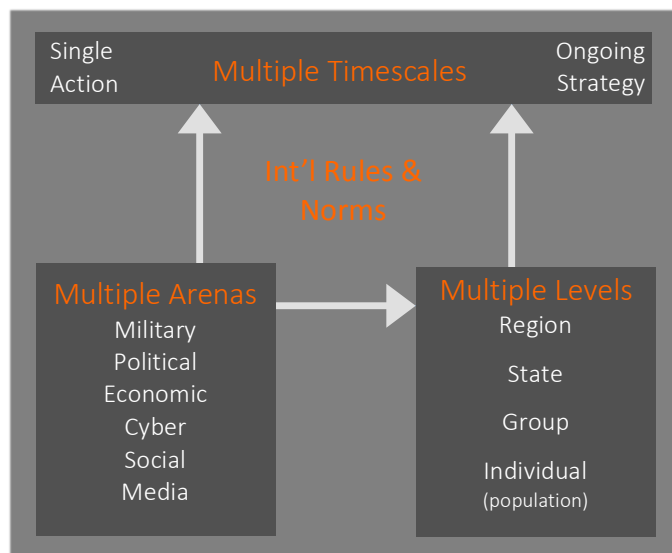 Single
Action
Multiple Timescales
Ongoing
Strategy
Int'l Rules &
Norms
Multiple Arenas
Military
Political
Economic
Cyber
Social
Media
Multiple Levels
Region
State
Group
Individual
(population)